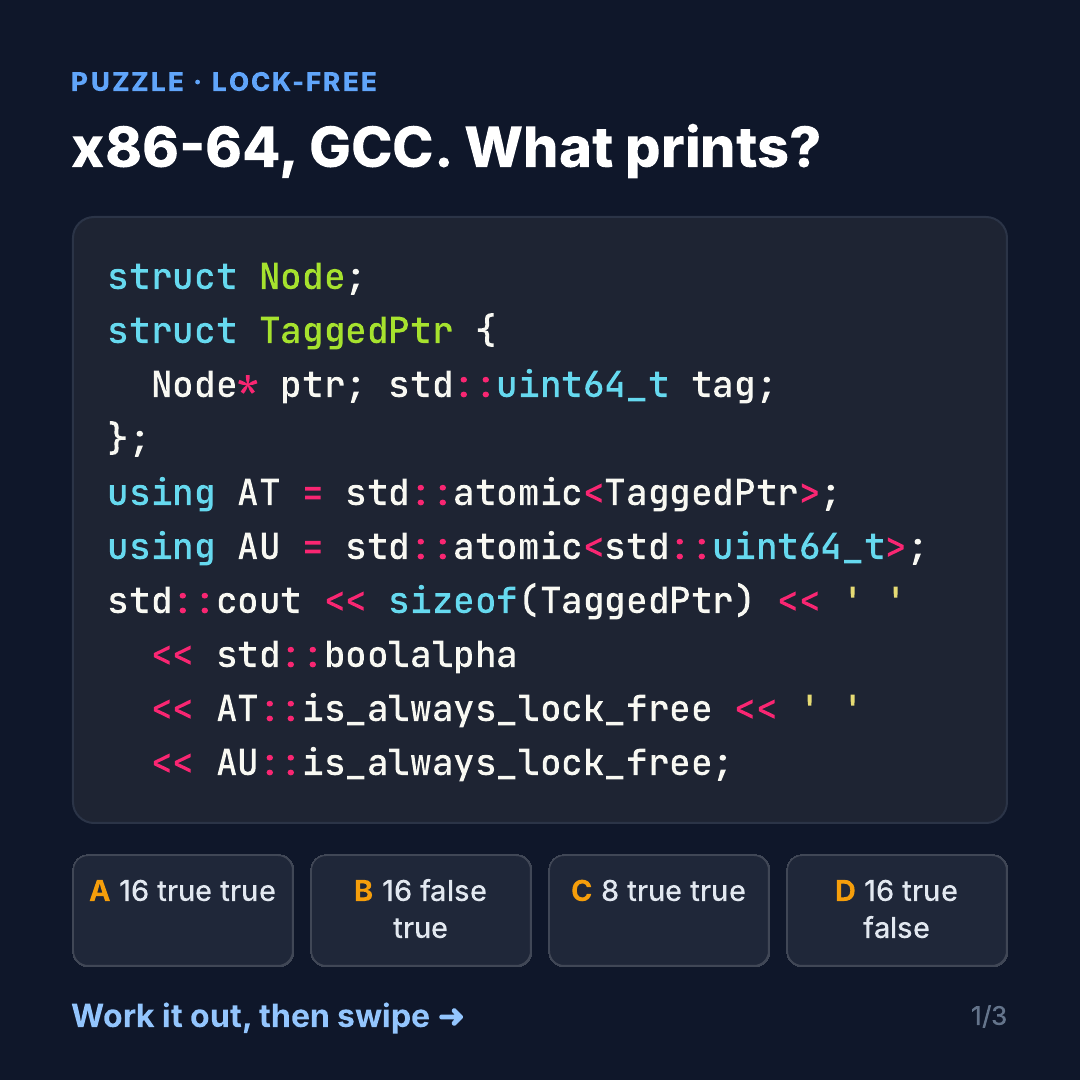 PUZZLE · LOCK-FREE
x86-64, GCC. What prints?
struct Node;
struct TaggedPtr {
  Node* ptr; std::uint64_t tag;
};
using AT = std::atomic<TaggedPtr>;
using AU = std::atomic<std::uint64_t>;
std::cout << sizeof(TaggedPtr) << ' '
  << std::boolalpha
  << AT::is_always_lock_free << ' '
  << AU::is_always_lock_free;
A 16 true true
B 16 false
true
C 8 true true
D 16 true
false
Work it out, then swipe ➜
1/3